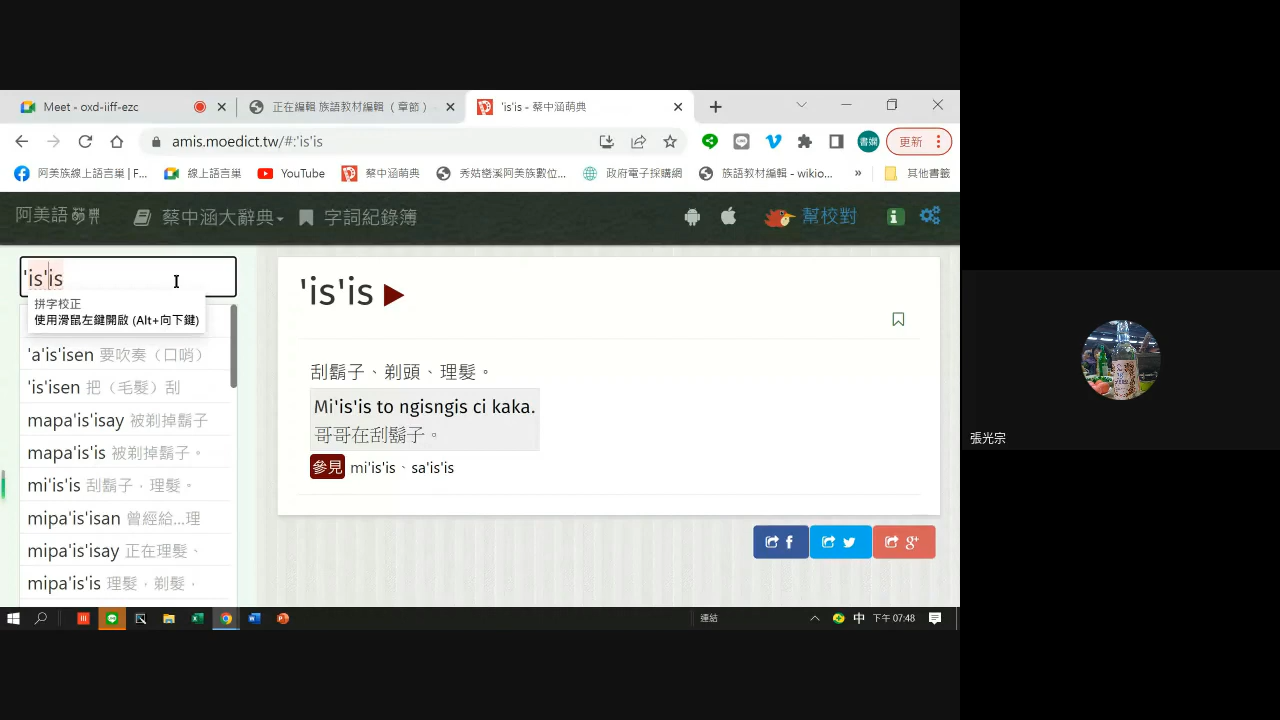 Meet - oxd-iiff-ezc
正在編輯 族語教材編輯（章節）-
'is'is - 蔡中涵萌典
amis.moedict.tw/#:'is'is
書嫻
更新
阿美族線上語言巢 | F...
線上語言巢
YouTube
蔡中涵萌典
秀姑巒溪阿美族數位...
政府電子採購網
族語教材編輯 - wikio...
»
其他書籤
阿美語萌典
蔡中涵大辭典
字詞紀錄簿
幫校對
'is'is
拼字校正
使用滑鼠左鍵開啟 (Alt+向下鍵)
'a'is'isen 要吹奏（口哨）
'is'isen 把（毛髮）刮
mapa'is'isay 被剃掉鬍子
mapa'is'is 被剃掉鬍子。
mi'is'is 刮鬍子，理髮。
mipa'is'isan 曾經給...理
mipa'is'isay 正在理髮、
mipa'is'is 理髮，剃髮，
'is'is
刮鬍子、剃頭、理髮。
Mi'is'is to ngisngis ci kaka.
哥哥在刮鬍子。
參見 mi'is'is、sa'is'is
f
g+
連結
中
下午 07:48
張光宗